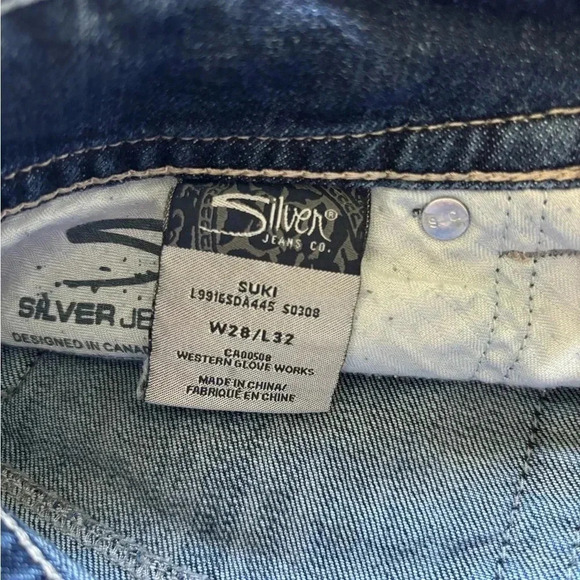 Silver®
JEANS CO.
SUKI
L9916SDA445 S0308
W28/L32
CA00508
WESTERN GLOVE WORKS
MADE IN CHINA/
FABRIQUÉ EN CHINE
SILVER JE
DESIGNED IN CANA